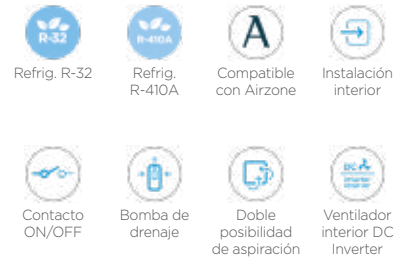 R-32
R-410A
A
Refrig. R-32
Refrig.
R-410A
Compatible
con Airzone
Instalación
interior
DC
Contacto
ON/OFF
Bomba de
drenaje
Doble
posibilidad
de aspiración
Ventilador
interior DC
Inverter